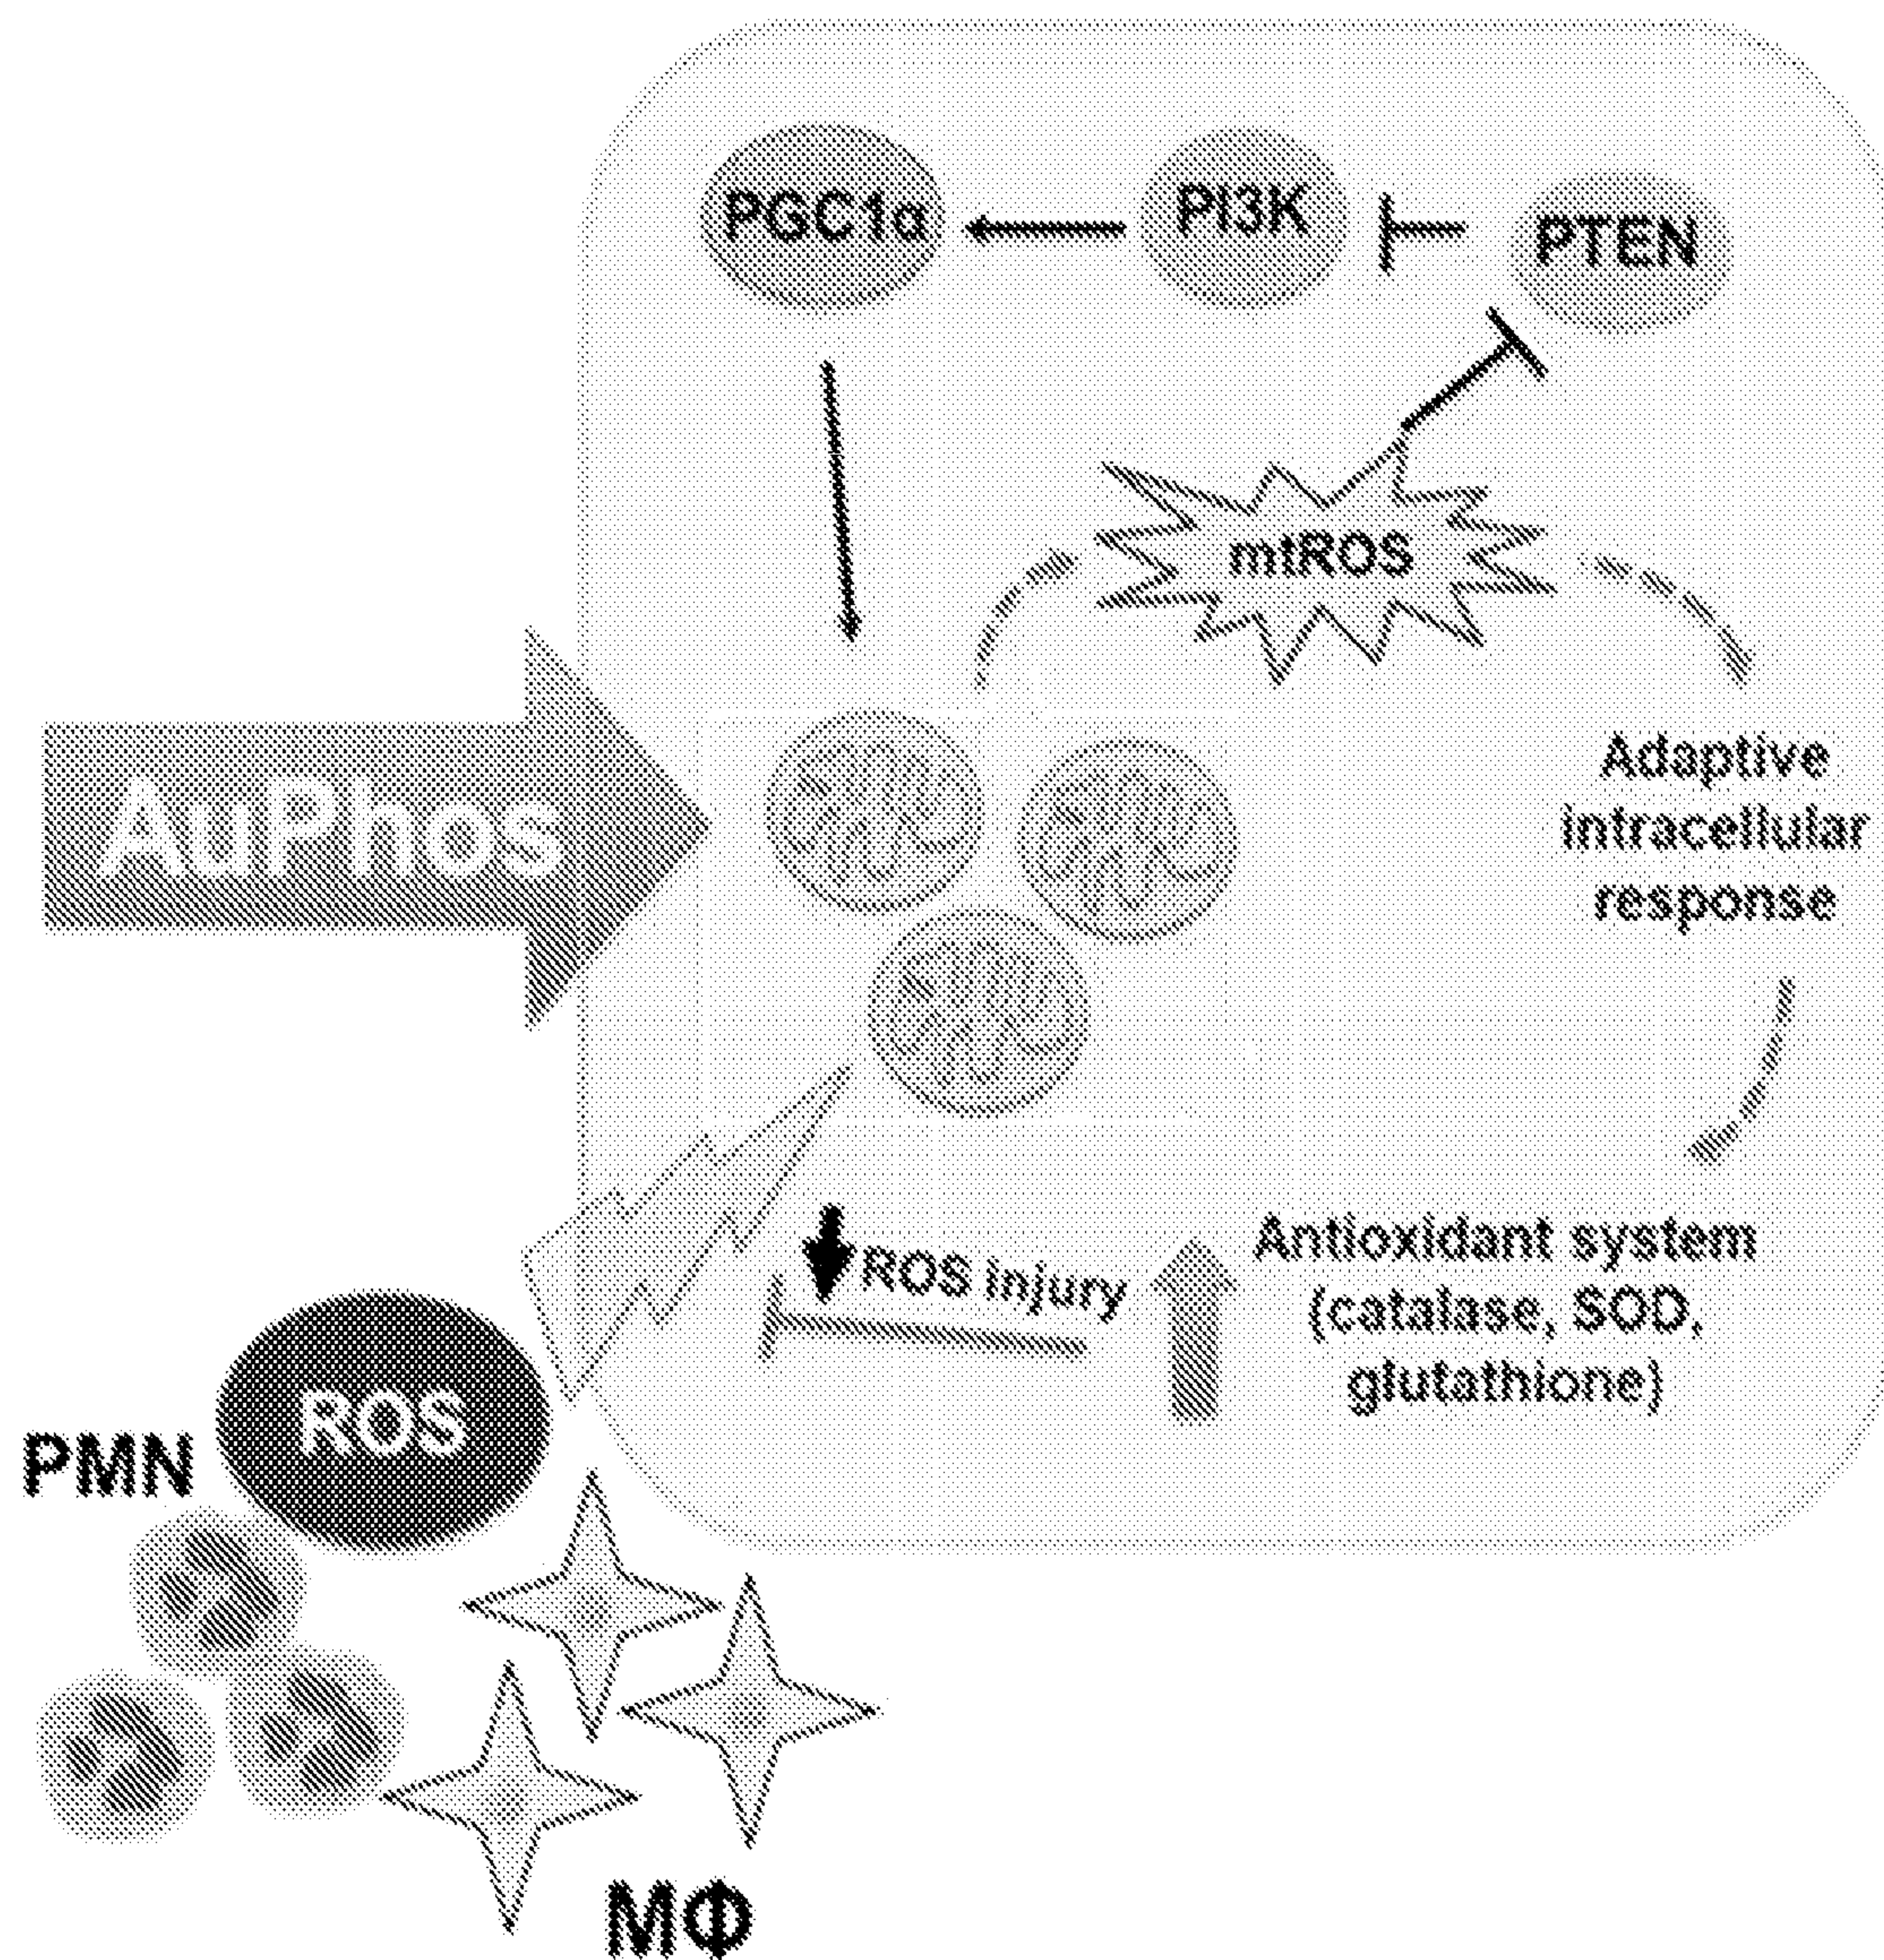 PGC1α
PI3K
PTEN
mtROS
AuPhos
Adaptive
intracellular
response
ROS injury
Antioxidant system
(catalase, SOD,
glutathione)
ROS
PMN
MΦ